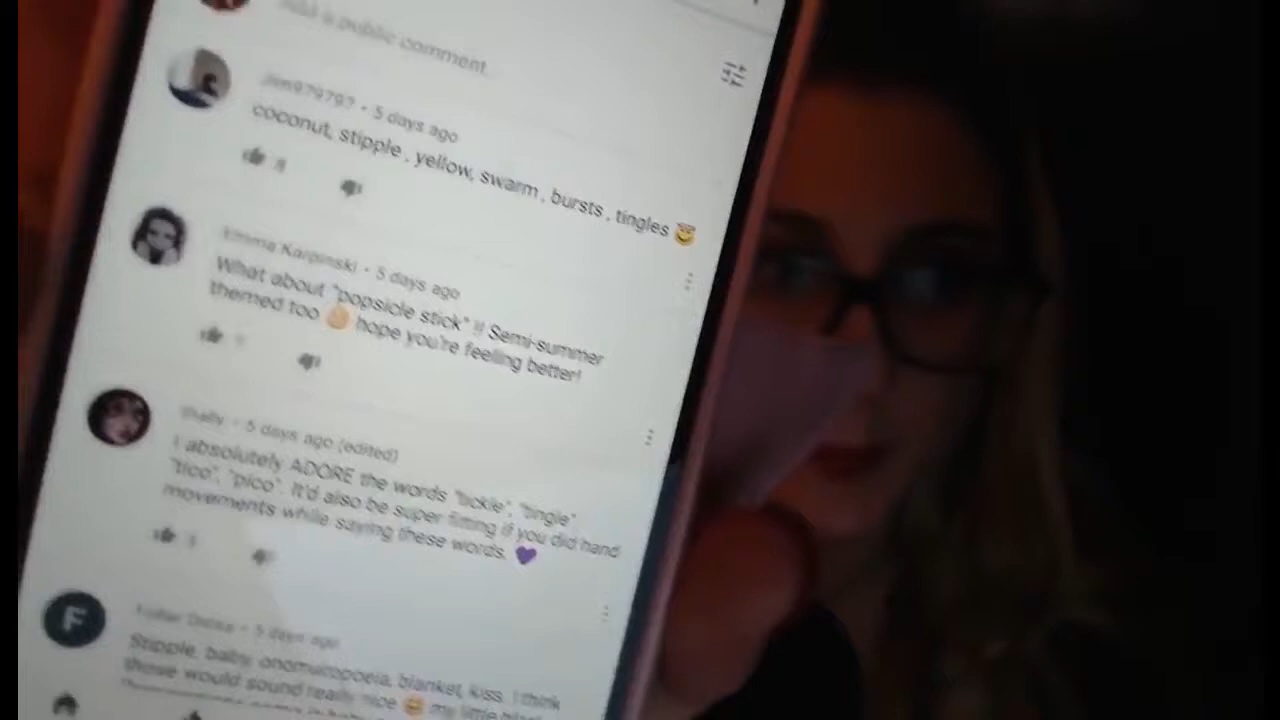 Add a public comment...
5 days ago
coconut, stipple , yellow, swarm , bursts , tingles 😇
Emma Karpinski • 5 days ago
What about "popsicle stick" !! Semi-summer
themed too hope you're feeling better!
5 days ago (edited)
I absolutely ADORE the words "tickle", "tingle",
"tico", "pico". It'd also be super fitting if you did hand
movements while saying these words. 💜
F
5 days ago
Stipple, baby, onomatopoeia, blanket, kiss. I think
those would sound really nice my little